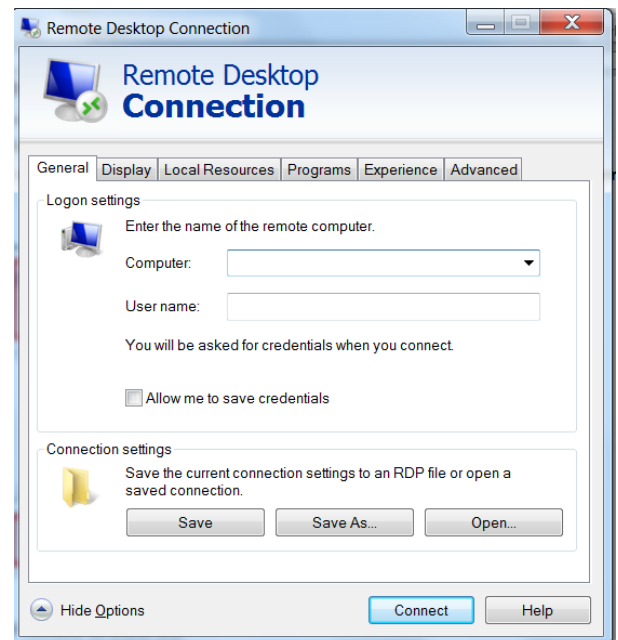 Remote Desktop Connection
Remote Desktop
Connection
General Display Local Resources Programs Experience Advanced
Logon settings
Enter the name of the remote computer.
Computer:
User name:
You will be asked for credentials when you connect.
Allow me to save credentials
Connection settings
Save the current connection settings to an RDP file or open a
saved connection.
Save Save As... Open...
Hide Options Connect Help